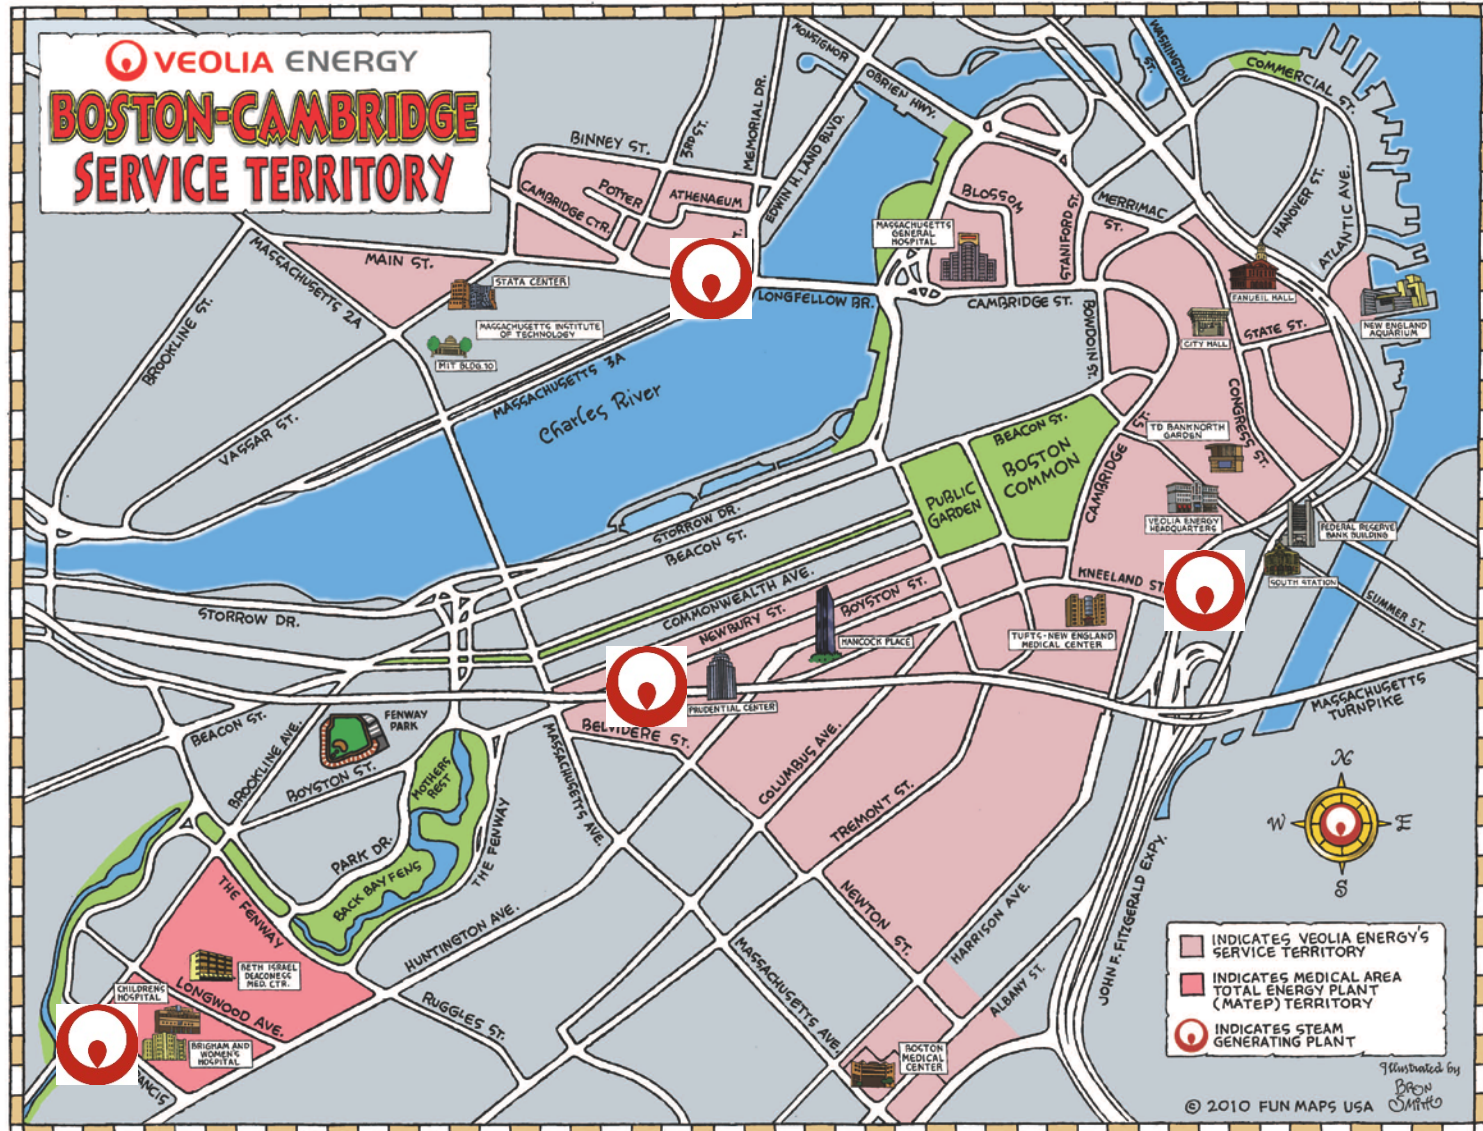 VEOLIA ENERGY
BOSTON-CAMBRIDGE
SERVICE TERRITORY
MONSIGNOR
OBRIEN HWY.
WASHINGTON
ST.
COMMERCIAL ST.
BINNEY ST.
3RD ST.
MEMORIAL DR.
EDWIN H. LAND BLVD.
POTTER
ATHENAEUM
CAMBRIDGE CTR.
BLOSSOM
STANIFORD ST.
MERRIMAC
ST.
HANOVER ST.
ATLANTIC AVE.
MASSACHUSETTS
GENERAL
HOSPITAL
MAIN ST.
MASSACHUSETTS 2A
STATA CENTER
LONGFELLOW BR.
CAMBRIDGE ST.
FANUEIL HALL
NEW ENGLAND
AQUARIUM
BROOKLINE ST.
MASSACHUSETTS INSTITUTE
OF TECHNOLOGY
MIT BLDG. 10
BOWDOIN ST.
CITY HALL
STATE ST.
MASSACHUSETTS 3A
Charles River
VASSAR ST.
CONGRESS ST.
BEACON ST.
BOSTON
COMMON
CAMBRIDGE
ST.
TD BANKNORTH
GARDEN
PUBLIC
GARDEN
VEOLIA ENERGY
HEADQUARTERS
FEDERAL RESERVE
BANK BUILDING
STORROW DR.
BEACON ST.
COMMONWEALTH AVE.
KNEELAND ST.
SOUTH STATION
SUMMER ST.
STORROW DR.
NEWBURY ST.
BOYSTON ST.
HANCOCK PLACE
TUFTS-NEW ENGLAND
MEDICAL CENTER
PRUDENTIAL CENTER
MASSACHUSETTS
TURNPIKE
BEACON ST.
BROOKLINE AVE.
FENWAY
PARK
BELVIDERE ST.
BOYSTON ST.
MOTHERS
REST
MASSACHUSETTS AVE.
COLUMBUS AVE.
TREMONT ST.
PARK DR.
THE FENWAY
BACK BAY FENS
N
W
E
S
THE FENWAY
HUNTINGTON AVE.
NEWTON ST.
HARRISON AVE.
JOHN F. FITZGERALD EXPY.
BETH ISRAEL
DEACONESS
MED. CTR.
CHILDREN'S
HOSPITAL
LONGWOOD AVE.
RUGGLES ST.
MASSACHUSETTS AVE.
ALBANY ST.
BRIGHAM AND
WOMEN'S
HOSPITAL
BOSTON
MEDICAL
CENTER
INDICATES VEOLIA ENERGY'S
SERVICE TERRITORY
INDICATES MEDICAL AREA
TOTAL ENERGY PLANT
(MATEP) TERRITORY
INDICATES STEAM
GENERATING PLANT
Illustrated by
BRON
SMITH
© 2010 FUN MAPS USA